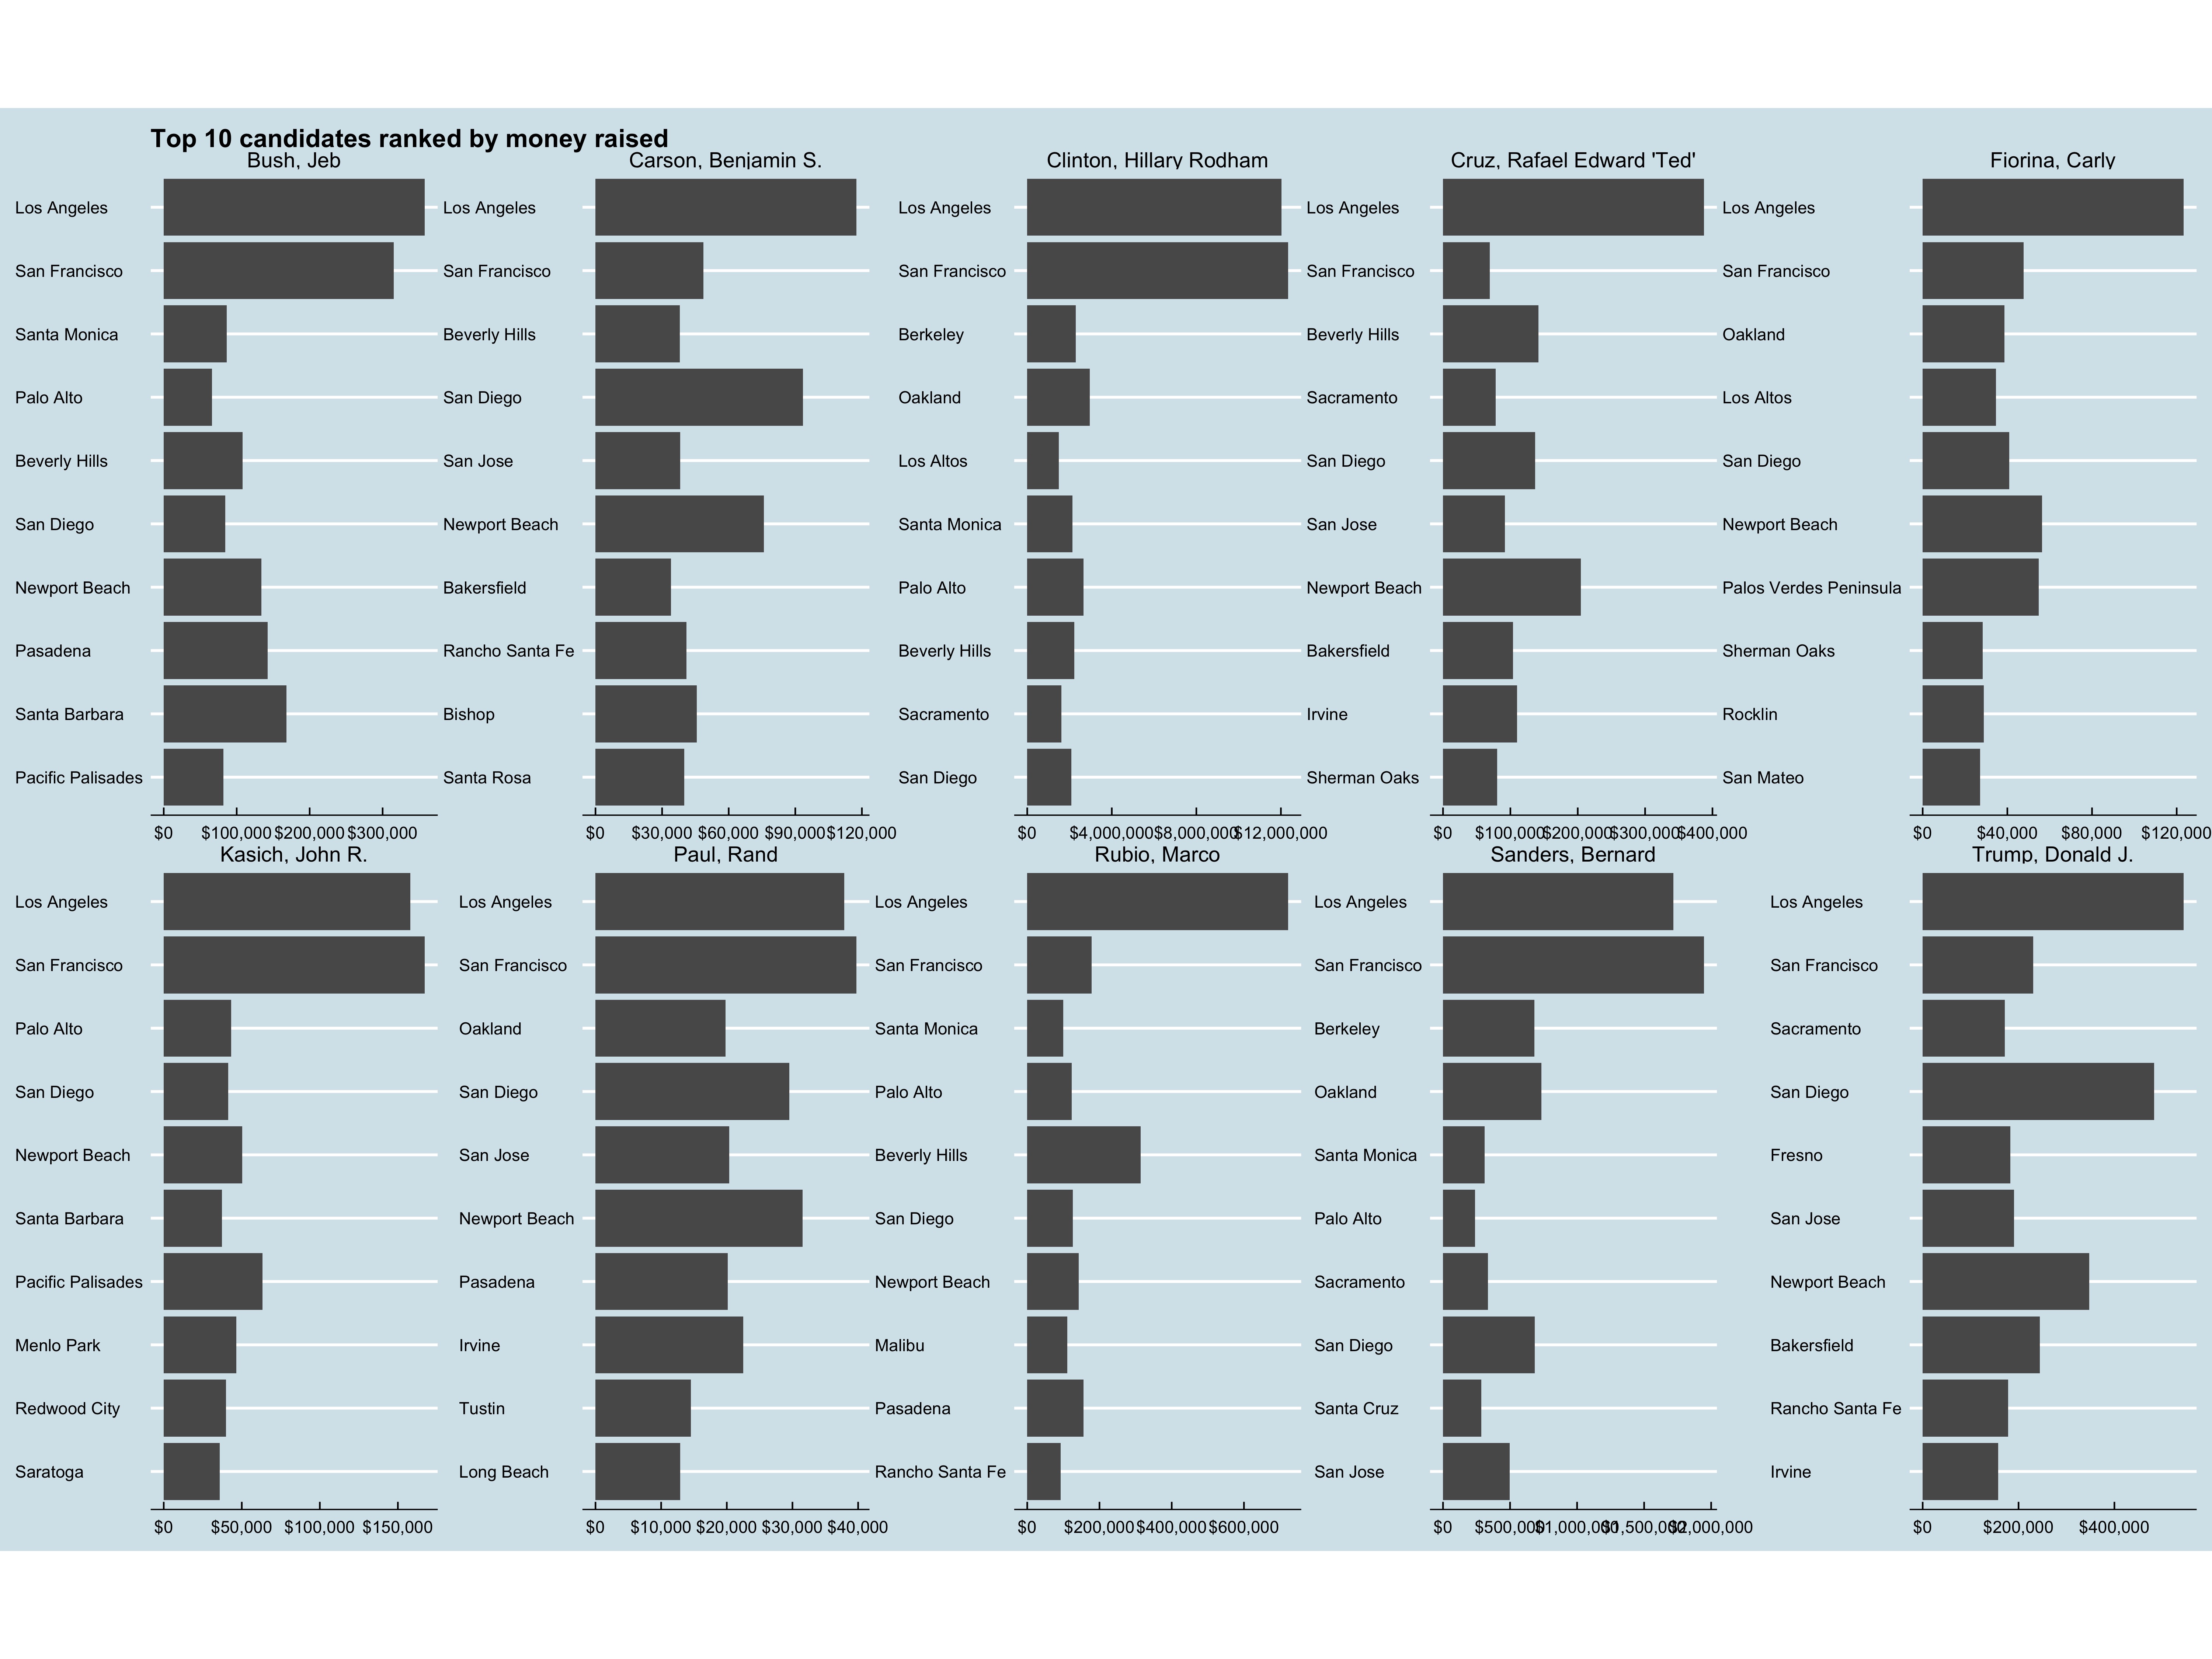 Top 10 candidates ranked by money raised
Bush, Jeb
Los Angeles
San Francisco
Santa Monica
Palo Alto
Beverly Hills
San Diego
Newport Beach
Pasadena
Santa Barbara
Pacific Palisades
$0 $100,000 $200,000 $300,000
Carson, Benjamin S.
Los Angeles
San Francisco
Beverly Hills
San Diego
San Jose
Newport Beach
Bakersfield
Rancho Santa Fe
Bishop
Santa Rosa
$0 $30,000 $60,000 $90,000 $120,000
Clinton, Hillary Rodham
Los Angeles
San Francisco
Berkeley
Oakland
Los Altos
Santa Monica
Palo Alto
Beverly Hills
Sacramento
San Diego
$0 $4,000,000 $8,000,000 $12,000,000
Cruz, Rafael Edward 'Ted'
Los Angeles
San Francisco
Beverly Hills
Sacramento
San Diego
San Jose
Newport Beach
Bakersfield
Irvine
Sherman Oaks
$0 $100,000 $200,000 $300,000 $400,000
Fiorina, Carly
Los Angeles
San Francisco
Oakland
Los Altos
San Diego
Newport Beach
Palos Verdes Peninsula
Sherman Oaks
Rocklin
San Mateo
$0 $40,000 $80,000 $120,000
Kasich, John R.
Los Angeles
San Francisco
Palo Alto
San Diego
Newport Beach
Santa Barbara
Pacific Palisades
Menlo Park
Redwood City
Saratoga
$0 $50,000 $100,000 $150,000
Paul, Rand
Los Angeles
San Francisco
Oakland
San Diego
San Jose
Newport Beach
Pasadena
Irvine
Tustin
Long Beach
$0 $10,000 $20,000 $30,000 $40,000
Rubio, Marco
Los Angeles
San Francisco
Santa Monica
Palo Alto
Beverly Hills
San Diego
Newport Beach
Malibu
Pasadena
Rancho Santa Fe
$0 $200,000 $400,000 $600,000
Sanders, Bernard
Los Angeles
San Francisco
Berkeley
Oakland
Santa Monica
Palo Alto
Sacramento
San Diego
Santa Cruz
San Jose
$0 $500,000 $1,000,000 $1,500,000 $2,000,000
Trump, Donald J.
Los Angeles
San Francisco
Sacramento
San Diego
Fresno
San Jose
Newport Beach
Bakersfield
Rancho Santa Fe
Irvine
$0 $200,000 $400,000